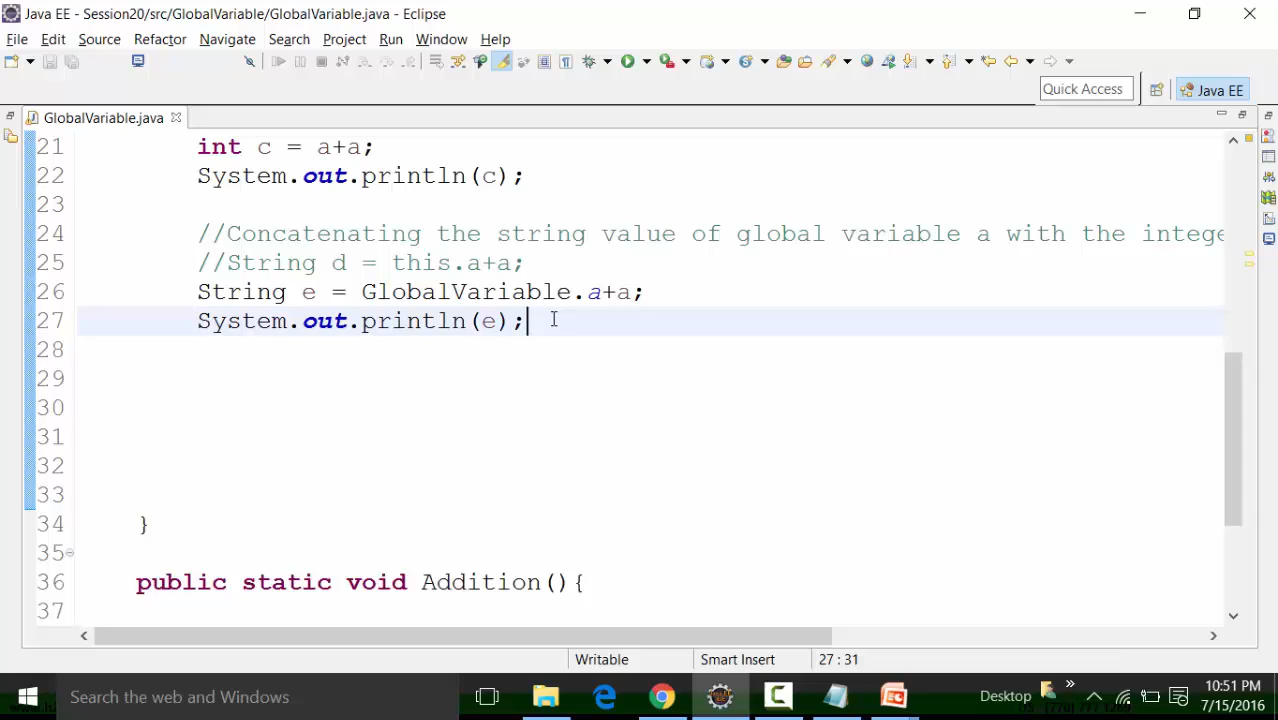 Java EE - Session20/src/GlobalVariable/GlobalVariable.java - Eclipse
File Edit Source Refactor Navigate Search Project Run Window Help
Quick Access
Java EE
GlobalVariable.java
21 int c = a+a;
22 System.out.println(c);
23
24 //Concatenating the string value of global variable a with the intege
25 //String d = this.a+a;
26 String e = GlobalVariable.a+a;
27 System.out.println(e);
28
29
30
31
32
33
34 }
35
36 public static void Addition(){
37
Writable Smart Insert 27 : 31
Search the web and Windows
Desktop
10:51 PM
7/15/2016